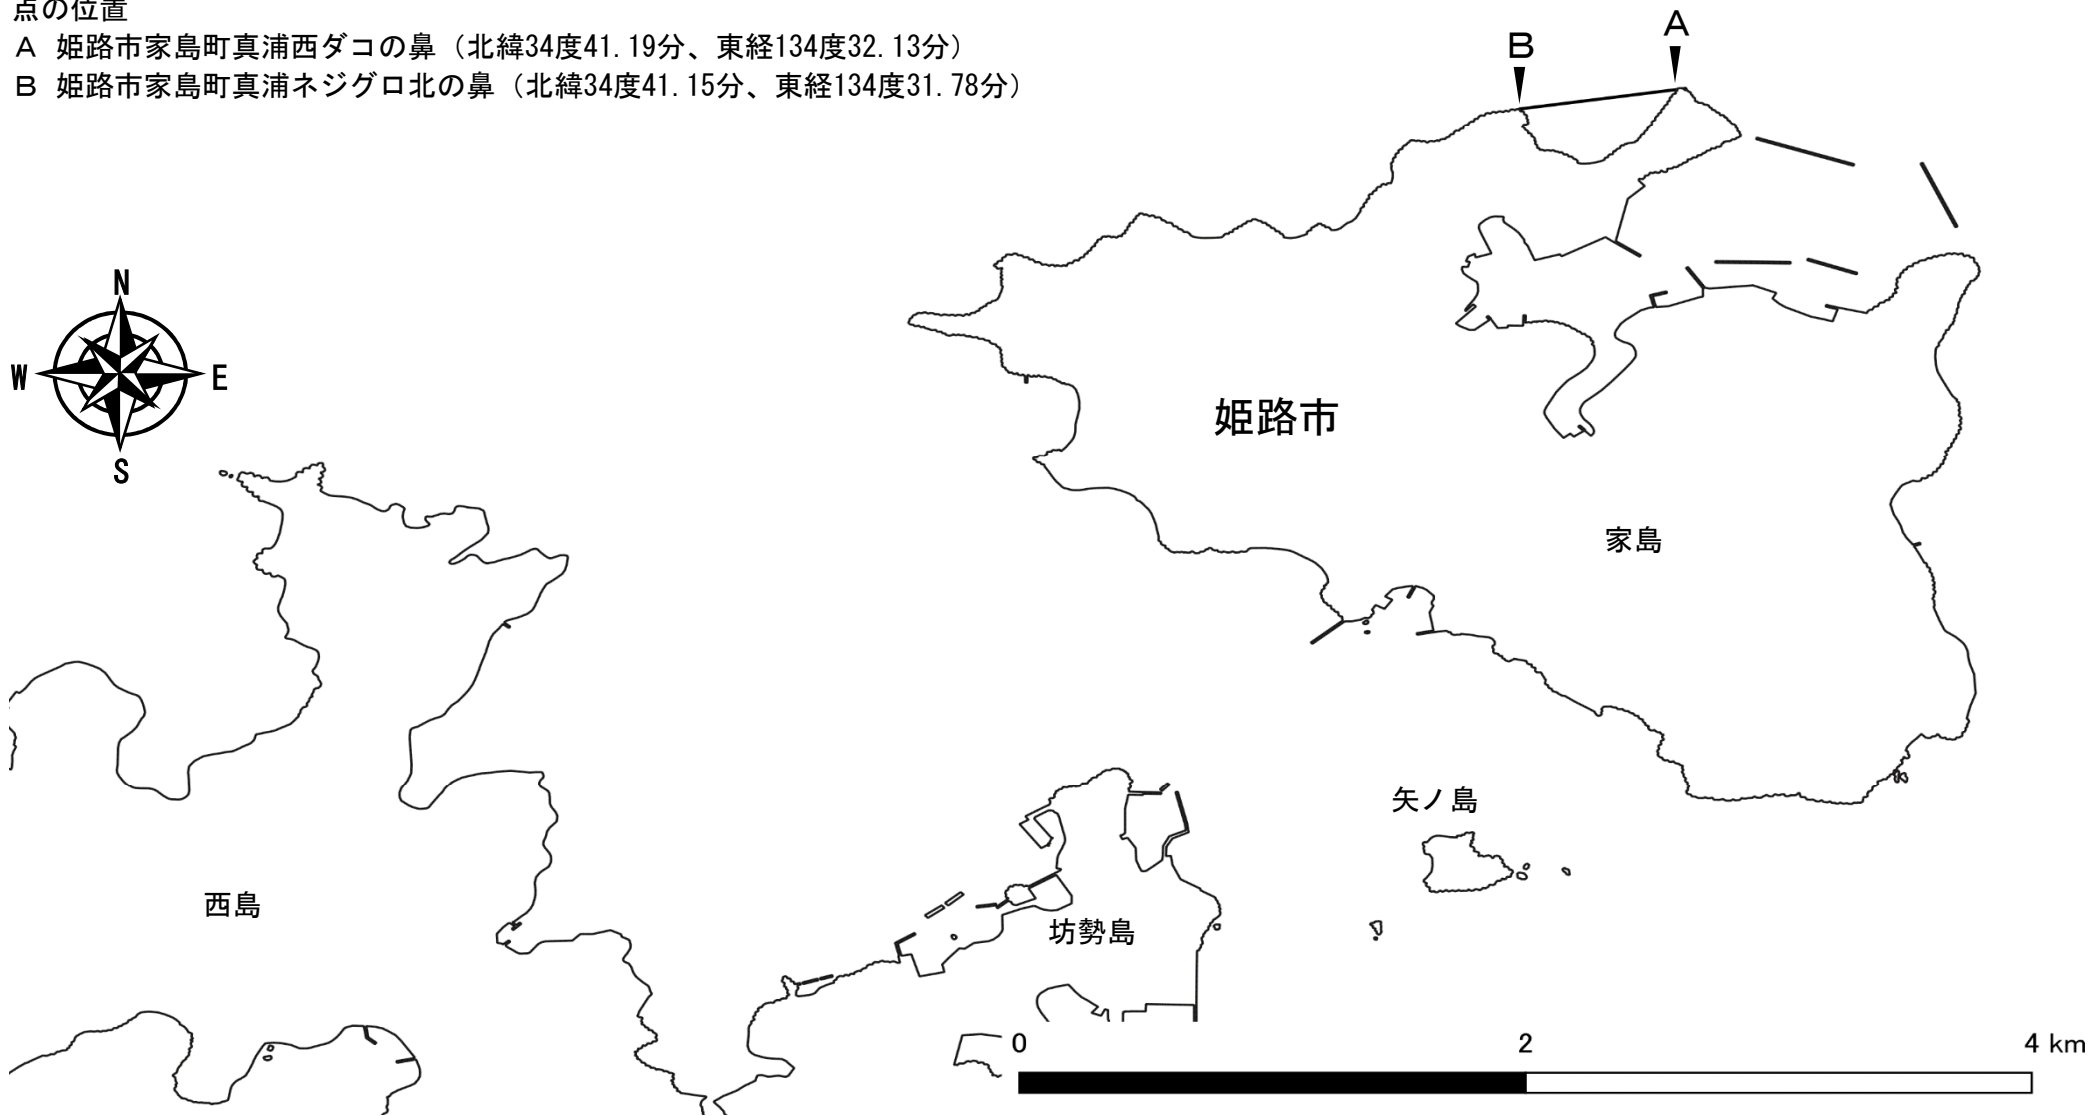 点の位置
A 姫路市家島町真浦西ダコの鼻（北緯34度41.19分、東経134度32.13分）
B 姫路市家島町真浦ネジグロ北の鼻（北緯34度41.15分、東経134度31.78分）
A
B
N
W E
S
姫路市
家島
矢ノ島
西島
坊勢島
0 2 4 km